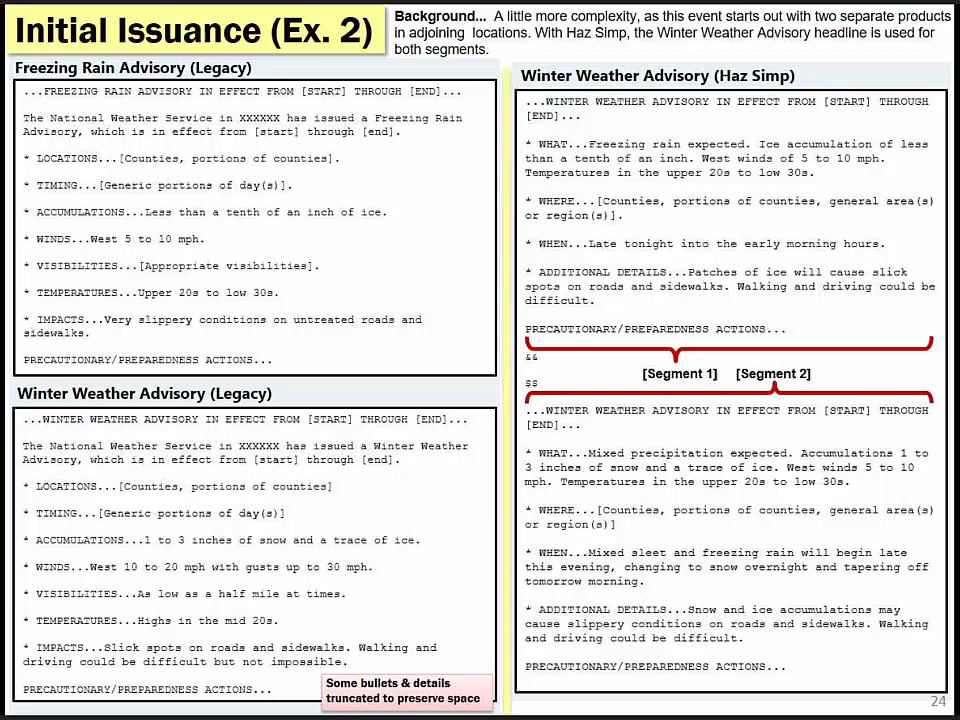 Initial Issuance (Ex. 2)
Background... A little more complexity, as this event starts out with two separate products
in adjoining locations. With Haz Simp, the Winter Weather Advisory headline is used for
both segments.
Freezing Rain Advisory (Legacy)
...FREEZING RAIN ADVISORY IN EFFECT FROM [START] THROUGH [END]...
The National Weather Service in XXXXXX has issued a Freezing Rain
Advisory, which is in effect from [start] through [end].
* LOCATIONS...[Counties, portions of counties].
* TIMING...[Generic portions of day(s)].
* ACCUMULATIONS...Less than a tenth of an inch of ice.
* WINDS...West 5 to 10 mph.
* VISIBILITIES...[Appropriate visibilities].
* TEMPERATURES...Upper 20s to low 30s.
* IMPACTS...Very slippery conditions on untreated roads and
sidewalks.
PRECAUTIONARY/PREPAREDNESS ACTIONS...
Winter Weather Advisory (Legacy)
...WINTER WEATHER ADVISORY IN EFFECT FROM [START] THROUGH [END]...
The National Weather Service in XXXXXX has issued a Winter Weather
Advisory, which is in effect from [start] through [end].
* LOCATIONS...[Counties, portions of counties]
* TIMING...[Generic portions of day(s)]
* ACCUMULATIONS...1 to 3 inches of snow and a trace of ice.
* WINDS...West 10 to 20 mph with gusts up to 30 mph.
* VISIBILITIES...As low as a half mile at times.
* TEMPERATURES...Highs in the mid 20s.
* IMPACTS...Slick spots on roads and sidewalks. Walking and
driving could be difficult but not impossible.
PRECAUTIONARY/PREPAREDNESS ACTIONS...
Some bullets & details
truncated to preserve space
Winter Weather Advisory (Haz Simp)
...WINTER WEATHER ADVISORY IN EFFECT FROM [START] THROUGH
[END]...
* WHAT...Freezing rain expected. Ice accumulation of less
than a tenth of an inch. West winds of 5 to 10 mph.
Temperatures in the upper 20s to low 30s.
* WHERE...[Counties, portions of counties, general area(s)
or region(s)].
* WHEN...Late tonight into the early morning hours.
* ADDITIONAL DETAILS...Patches of ice will cause slick
spots on roads and sidewalks. Walking and driving could be
difficult.
PRECAUTIONARY/PREPAREDNESS ACTIONS...
&&
[Segment 1] [Segment 2]
$$
...WINTER WEATHER ADVISORY IN EFFECT FROM [START] THROUGH
[END]...
* WHAT...Mixed precipitation expected. Accumulations 1 to
3 inches of snow and a trace of ice. West winds 5 to 10
mph. Temperatures in the upper 20s to low 30s.
* WHERE...[Counties, portions of counties, general area(s)
or region(s)]
* WHEN...Mixed sleet and freezing rain will begin late
this evening, changing to snow overnight and tapering off
tomorrow morning.
* ADDITIONAL DETAILS...Snow and ice accumulations may
cause slippery conditions on roads and sidewalks. Walking
and driving could be difficult.
PRECAUTIONARY/PREPAREDNESS ACTIONS...
24